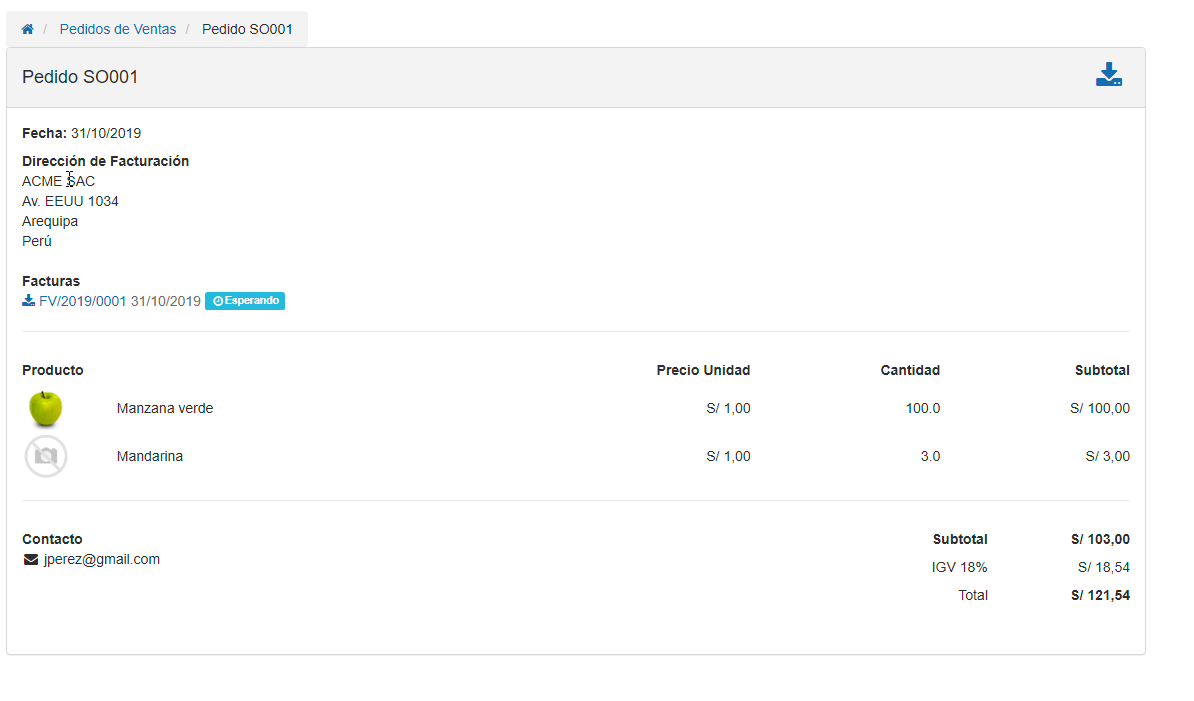 / Pedidos de Ventas / Pedido SO001
Pedido SO001
Fecha: 31/10/2019
Dirección de Facturación
ACME SAC
Av. EEUU 1034
Arequipa
Perú
Facturas
FV/2019/0001 31/10/2019 Esperando
Producto Precio Unidad Cantidad Subtotal
Manzana verde S/ 1,00 100.0 S/ 100,00
Mandarina S/ 1,00 3.0 S/ 3,00
Contacto Subtotal S/ 103,00
jperez@gmail.com IGV 18% S/ 18,54
Total S/ 121,54